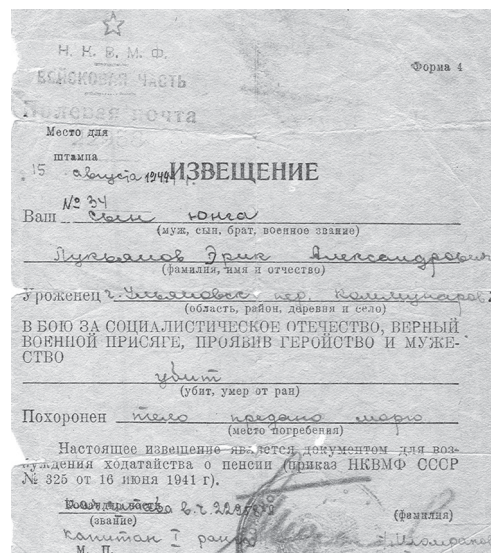 Н. К. В. М. Ф.
ВОЙСКОВАЯ ЧАСТЬ
Полевая почта
Форма 4
Место для
штампа
15 августа 1944 г.
ИЗВЕЩЕНИЕ
№ 34
Ваш сын юнга
(муж, сын, брат, военное звание)
Лукьянов Эрик Александрович
(фамилия, имя и отчество)
Уроженец г. Ульяновск пер. Коммунаров
(область, район, деревня и село)
В БОЮ ЗА СОЦИАЛИСТИЧЕСКОЕ ОТЕЧЕСТВО, ВЕРНЫЙ
ВОЕННОЙ ПРИСЯГЕ, ПРОЯВИВ ГЕРОЙСТВО И МУЖЕ-
СТВО
убит
(убит, умер от ран)
Похоронен тело предано морю
(место погребения)
Настоящее извещение является документом для воз-
буждения ходатайства о пенсии (приказ НКВМФ СССР
№ 325 от 16 июня 1941 г).
в.ч.
(звание)
(фамилия)
капитан I ранга
М. П.